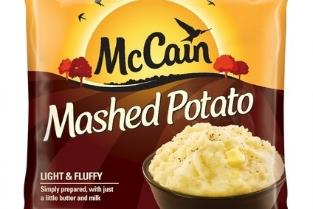 McCain
Mashed Potato
LIGHT & FLUFFY
Simply prepared, with just
a little butter and milk